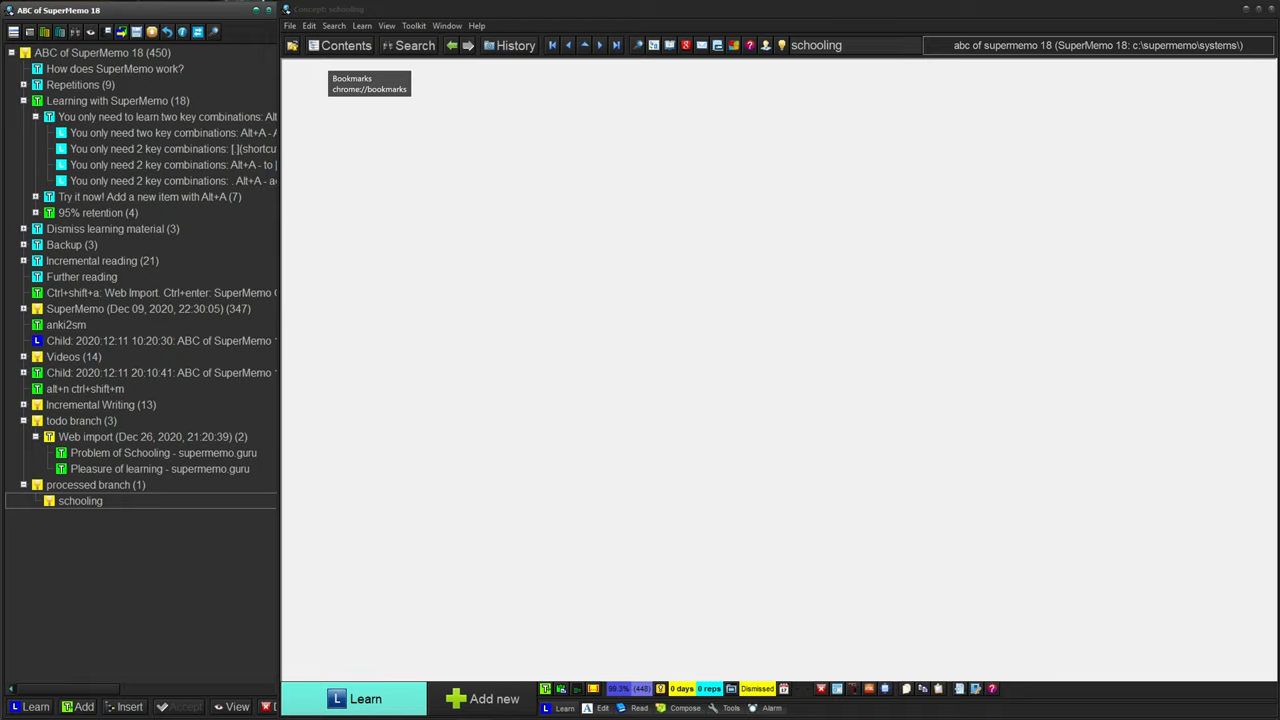 ABC of SuperMemo 18
ABC of SuperMemo 18 (450)
How does SuperMemo work?
Repetitions (9)
Learning with SuperMemo (18)
You only need to learn two key combinations: Alt
You only need two key combinations: Alt+A - A
You only need 2 key combinations: [.](shortcu
You only need 2 key combinations: Alt+A - to
You only need 2 key combinations: . Alt+A - a
Try it now! Add a new item with Alt+A (7)
95% retention (4)
Dismiss learning material (3)
Backup (3)
Incremental reading (21)
Further reading
Ctrl+shift+a: Web Import. Ctrl+enter: SuperMemo C
SuperMemo (Dec 09, 2020, 22:30:05) (347)
anki2sm
Child: 2020:12:11 10:20:30: ABC of SuperMemo
Videos (14)
Child: 2020:12:11 20:10:41: ABC of SuperMemo
alt+n ctrl+shift+m
Incremental Writing (13)
todo branch (3)
Web import (Dec 26, 2020, 21:20:39) (2)
Problem of Schooling - supermemo.guru
Pleasure of learning - supermemo.guru
processed branch (1)
schooling
Learn Add Insert Accept View
Concept: schooling
File Edit Search Learn View Toolkit Window Help
Contents Search History schooling abc of supermemo 18 (SuperMemo 18: c:\supermemo\systems\)
Bookmarks
chrome://bookmarks
Learn Add new
99.3% (448) 0 days 0 reps Dismissed
Learn Edit Read Compose Tools Alarm